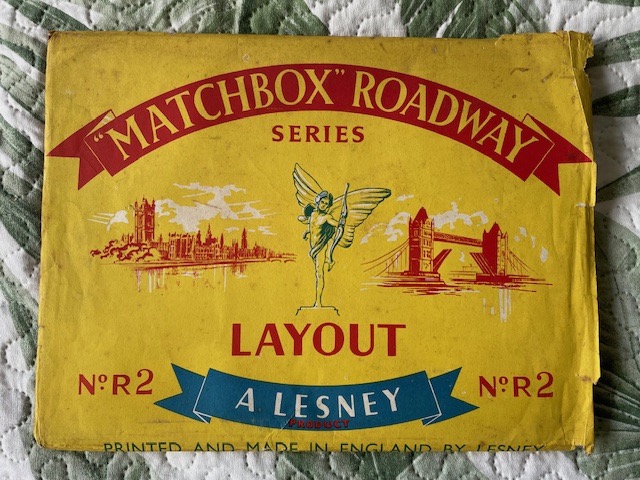 "MATCHBOX" ROADWAY
SERIES
LAYOUT
No R2
No R2
A LESNEY
PRODUCT
PRINTED AND MADE IN ENGLAND BY LESNEY